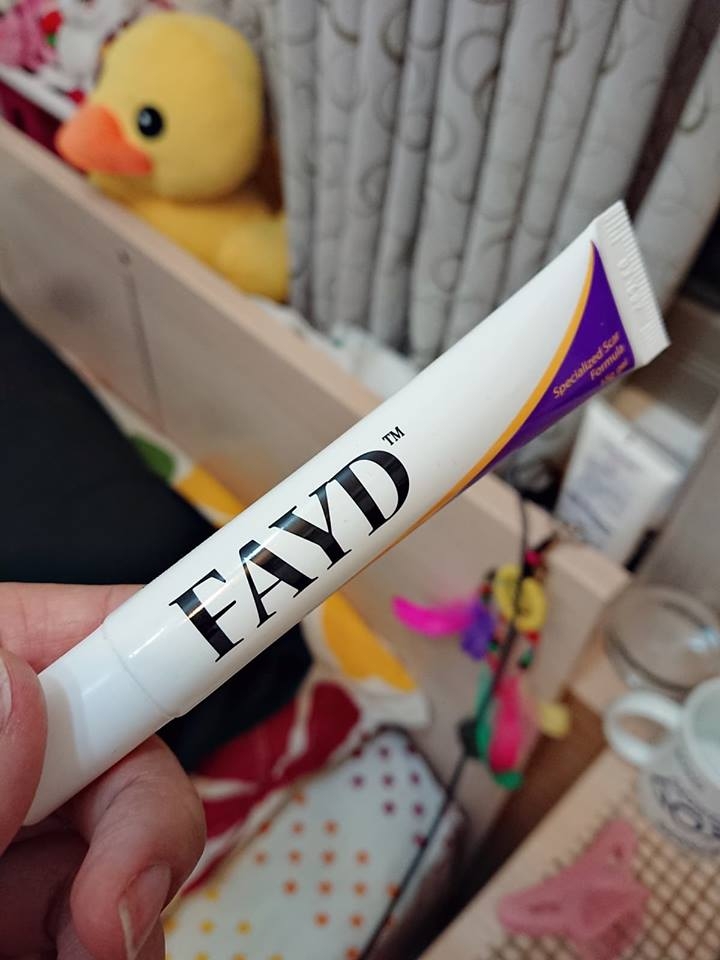 FAYD™
Specialized Scar
Formula